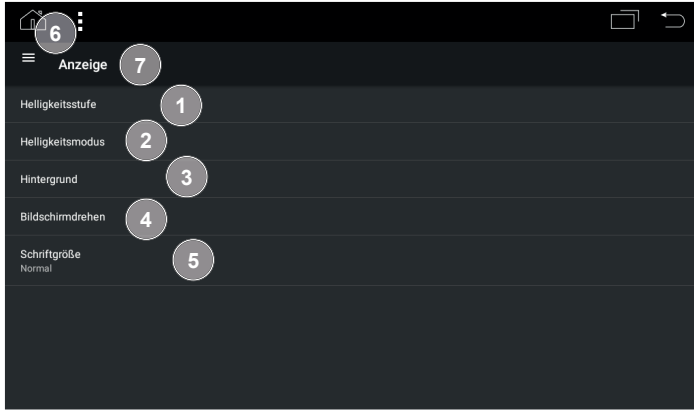 6
Anzeige 7
Helligkeitsstufe 1
Helligkeitsmodus 2
Hintergrund 3
Bildschirmdrehen 4
Schriftgröße 5
Normal